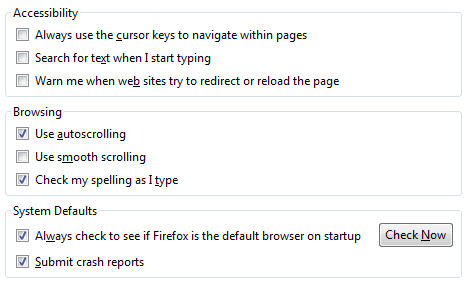 Accessibility
Always use the cursor keys to navigate within pages
Search for text when I start typing
Warn me when web sites try to redirect or reload the page
Browsing
Use autoscrolling
Use smooth scrolling
Check my spelling as I type
System Defaults
Always check to see if Firefox is the default browser on startup Check Now
Submit crash reports